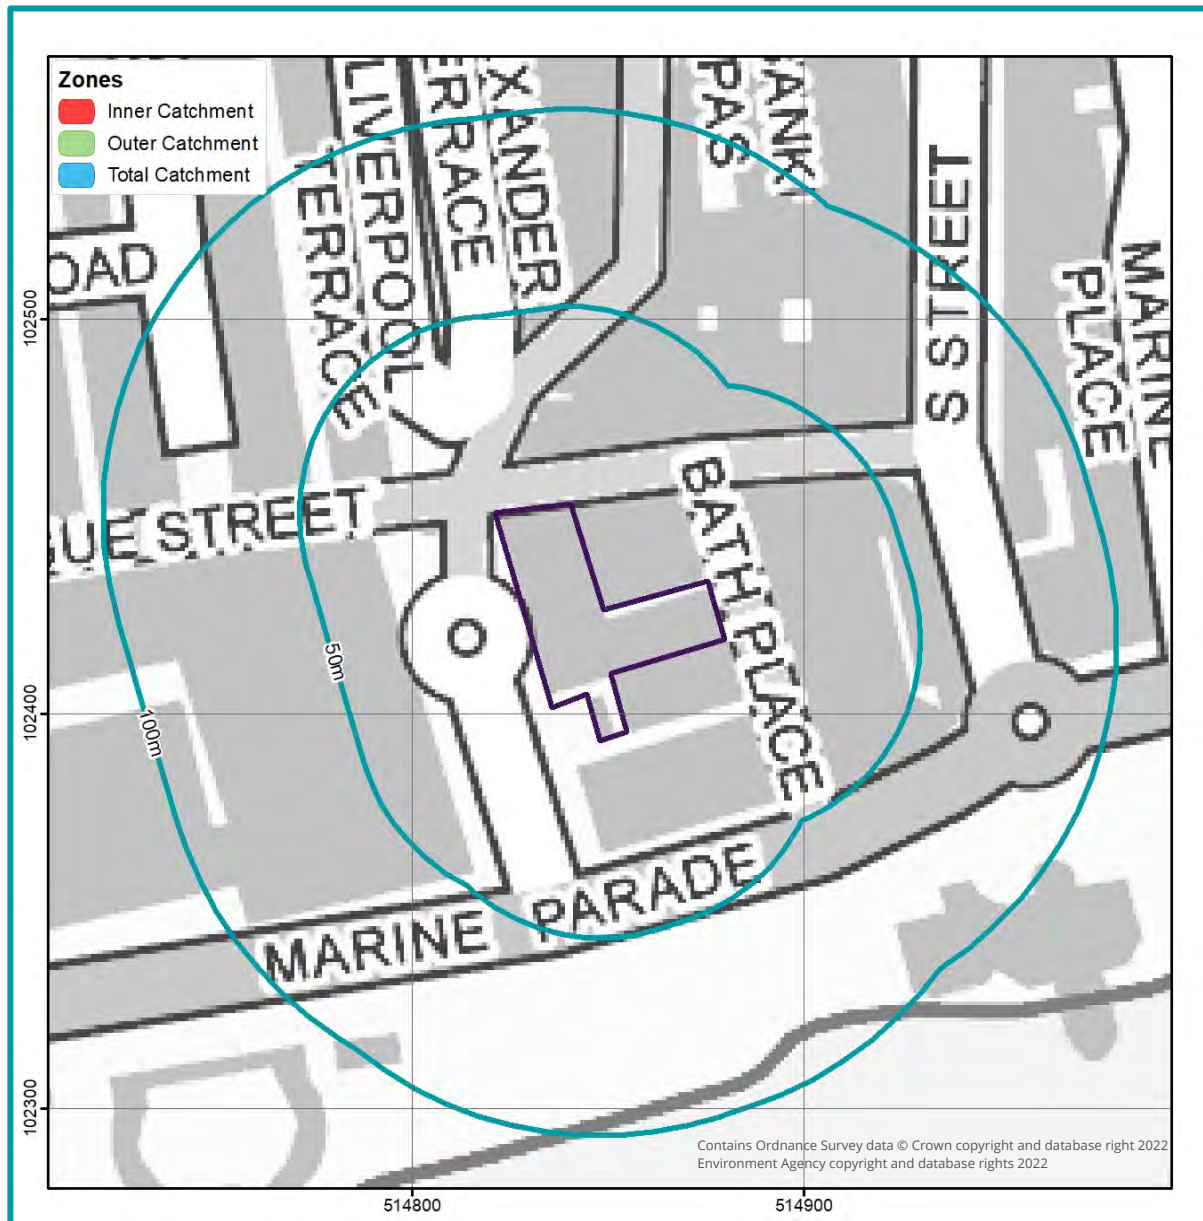 Zones
Inner Catchment
Outer Catchment
Total Catchment
LIVERPOOL
TERRACE
XANDER
ERRACE
PAS
ANK
S STREET
MARINE
PLACE
OAD
GUE STREET
BATH PLACE
50m
100m
MARINE PARADE
102500
102400
102300
514800
514900
Contains Ordnance Survey data © Crown copyright and database right 2022
Environment Agency copyright and database rights 2022